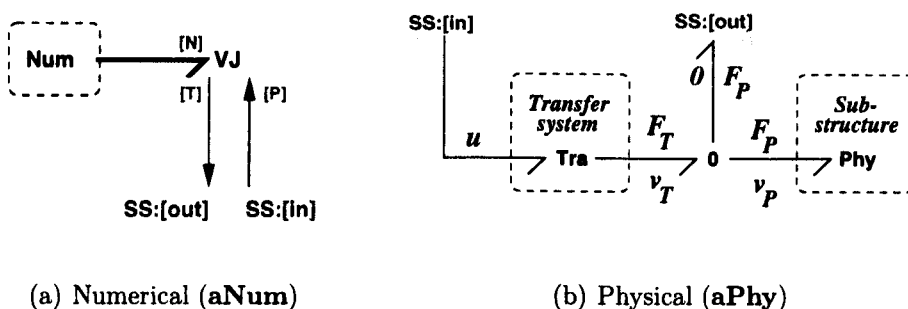 Num
[N]
VJ
[T]
[P]
SS:[out]
SS:[in]
(a) Numerical (aNum)
SS:[in]
SS:[out]
0
F_P
u
Transfer
system
Tra
F_T
v_T
0
F_P
v_P
Sub-
structure
Phy
(b) Physical (aPhy)